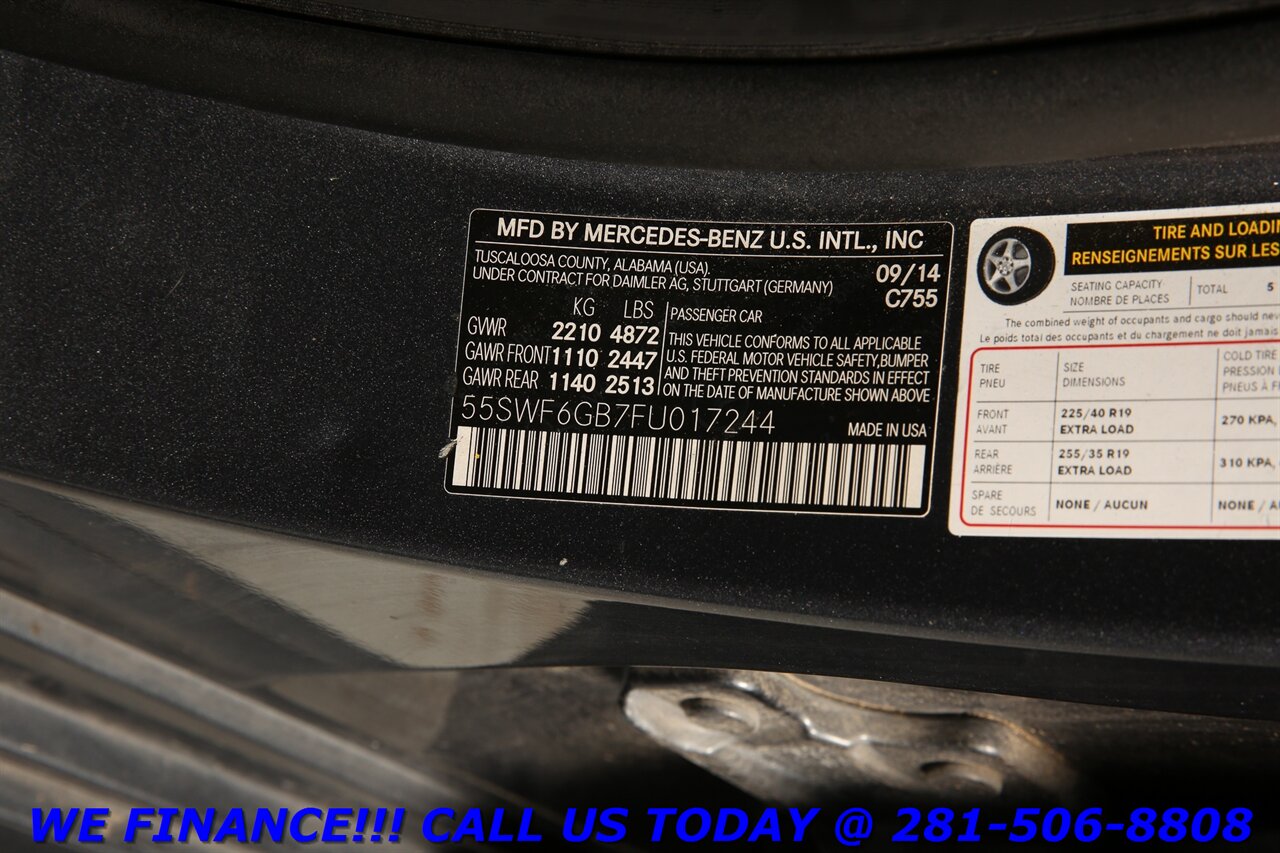 MFD BY MERCEDES-BENZ U.S. INTL., INC
TUSCALOOSA COUNTY, ALABAMA (USA).
UNDER CONTRACT FOR DAIMLER AG, STUTTGART (GERMANY)
09/14
C755
KG LBS
GVWR 2210 4872
GAWR FRONT 1110 2447
GAWR REAR 1140 2513
PASSENGER CAR
THIS VEHICLE CONFORMS TO ALL APPLICABLE
U.S. FEDERAL MOTOR VEHICLE SAFETY, BUMPER
AND THEFT PREVENTION STANDARDS IN EFFECT
ON THE DATE OF MANUFACTURE SHOWN ABOVE
55SWF6GB7FU017244
MADE IN USA
TIRE AND
RENSEIGNEMENTS SUR LES
SEATING CAPACITY
NOMBRE DE PLACES
TOTAL 5
The combined weight of occupants and cargo should
Le poids total des occupants et du chargement ne doit jamais
TIRE
PNEU
SIZE
DIMENSIONS
COLD TIRE
PRESSION
PNEUS À
FRONT
AVANT
225/40 R19
EXTRA LOAD
270 KPA,
REAR
ARRIÈRE
255/35 R19
EXTRA LOAD
310 KPA,
SPARE
DE SECOURS
NONE / AUCUN
NONE /
WE FINANCE!!! CALL US TODAY @ 281-506-8808